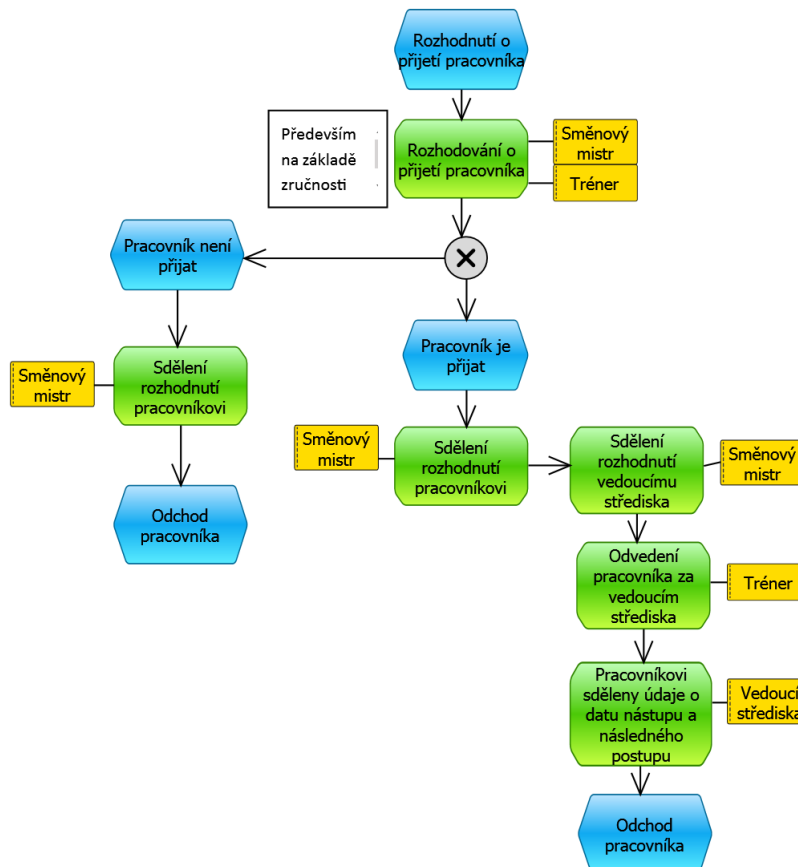 Rozhodnutí o
přijetí pracovníka
Především
na základě
zručnosti
Rozhodování o
přijetí pracovníka
Směnový
mistr
Tréner
Pracovník není
přijat
Pracovník je
přijat
Směnový
mistr
Sdělení
rozhodnutí
pracovníkovi
Směnový
mistr
Sdělení
rozhodnutí
pracovníkovi
Sdělení
rozhodnutí
vedoucímu
střediska
Směnový
mistr
Odchod
pracovníka
Odvedení
pracovníka za
vedoucím
střediska
Tréner
Pracovníkovi
sděleny údaje o
datu nástupu a
následného
postupu
Vedoucí
střediska
Odchod
pracovníka